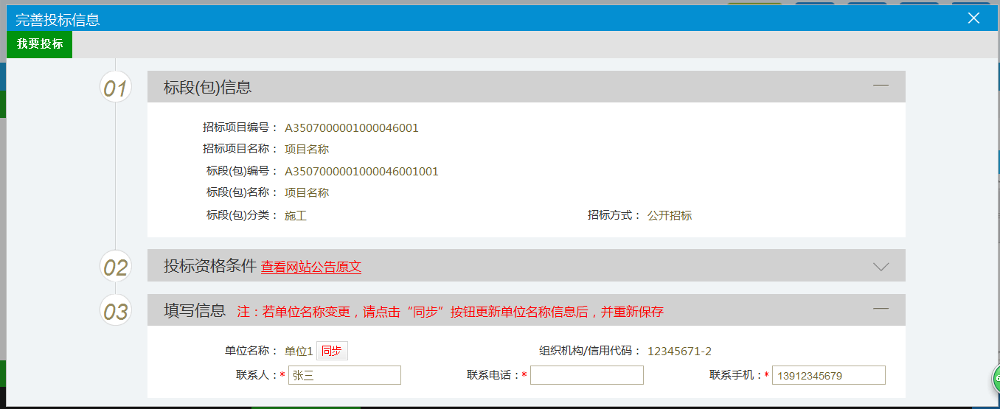 完善投标信息
我要投标
01 标段(包)信息
招标项目编号： A3507000001000046001
招标项目名称： 项目名称
标段(包)编号： A3507000001000046001001
标段(包)名称： 项目名称
标段(包)分类： 施工 招标方式： 公开招标
02 投标资格条件 查看网站公告原文
03 填写信息 注：若单位名称变更，请点击“同步”按钮更新单位名称信息后，并重新保存
单位名称： 单位1 同步 组织机构/信用代码： 12345671-2
联系人：* 张三 联系电话：* 联系手机：* 13912345679